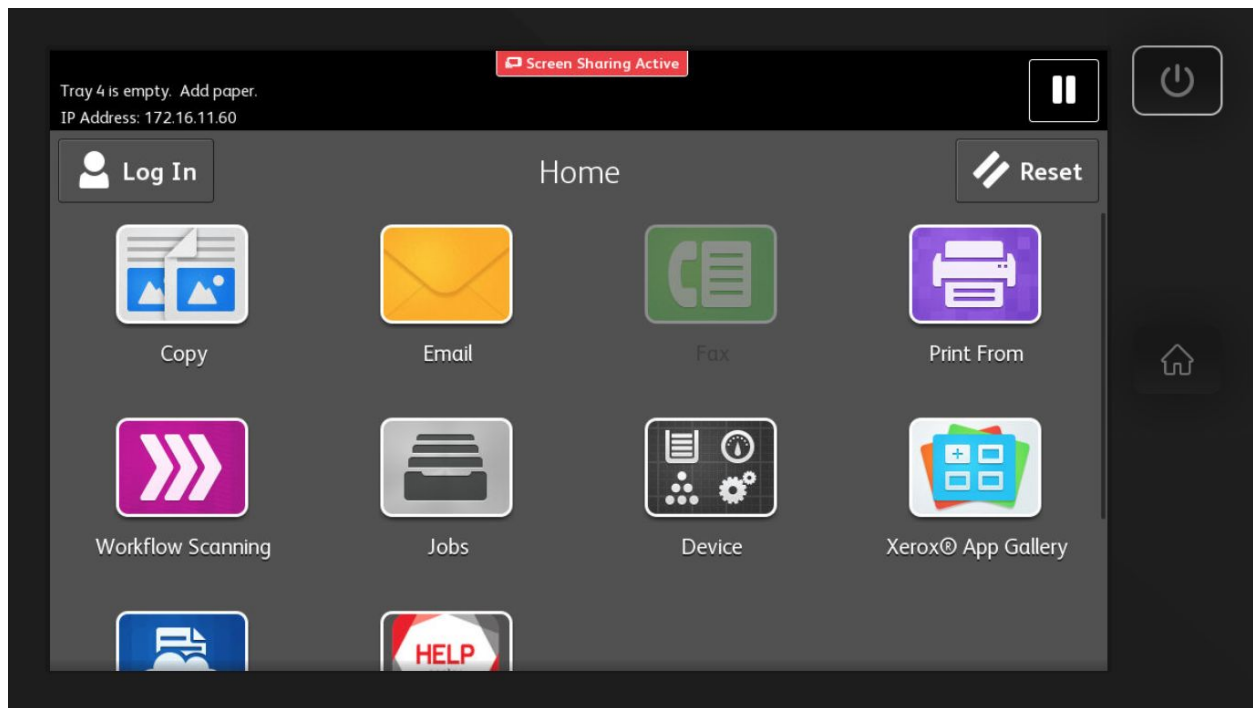 Screen Sharing Active
Tray 4 is empty. Add paper.
IP Address: 172.16.11.60
Log In
Home
Reset
Copy
Email
Fax
Print From
Workflow Scanning
Jobs
Device
Xerox® App Gallery
HELP